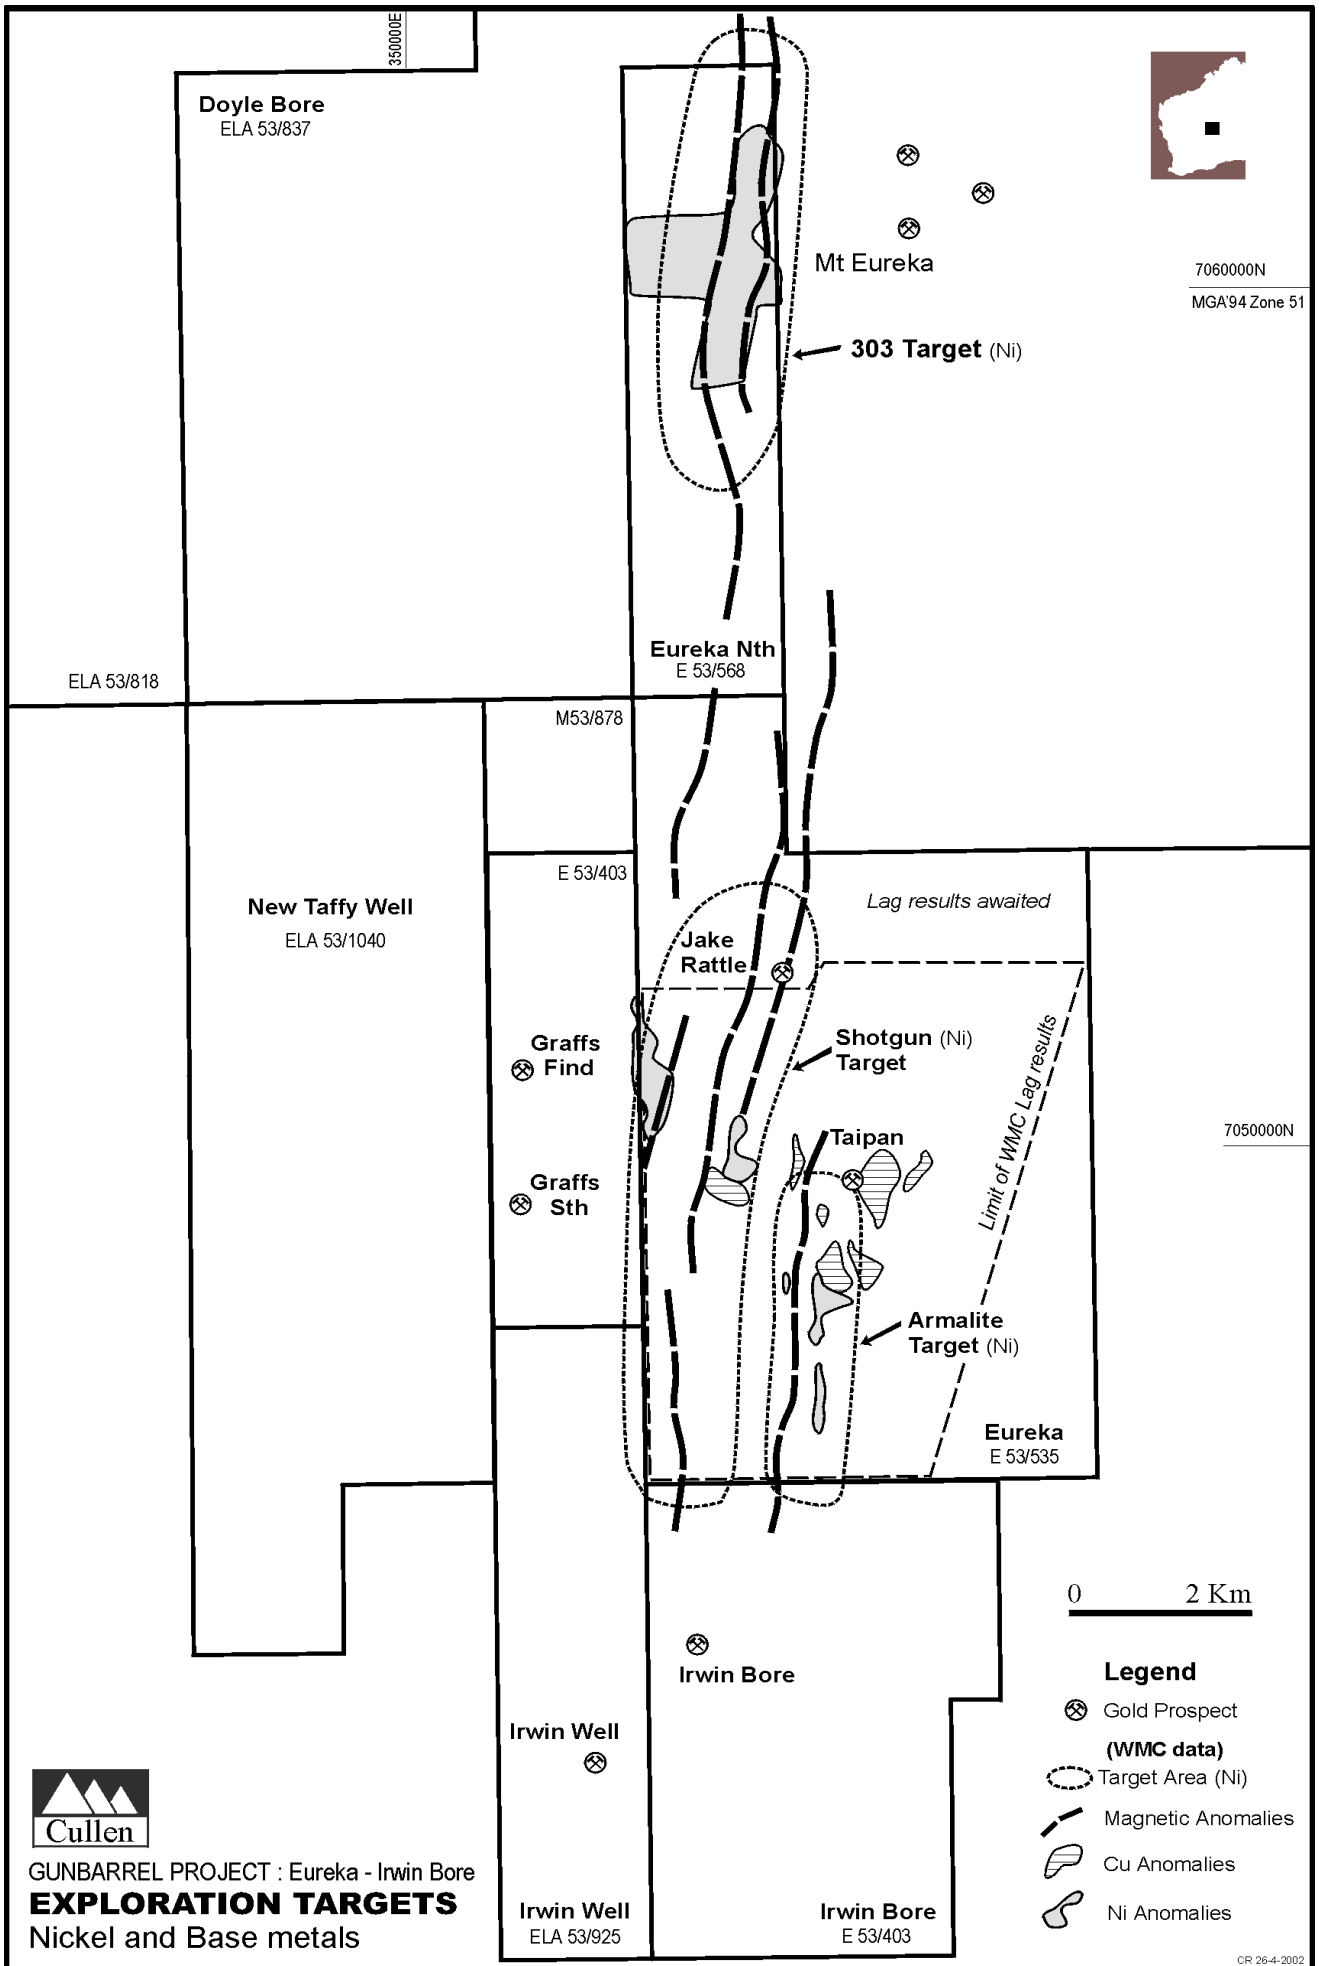 350000E
Doyle Bore
ELA 53/837
Mt Eureka
7060000N
MGA'94 Zone 51
303 Target (Ni)
Eureka Nth
E 53/568
ELA 53/818
M53/878
E 53/403
New Taffy Well
ELA 53/1040
Lag results awaited
Jake
Rattle
Graffs
Find
Shotgun (Ni)
Target
Limit of WMC Lag results
7050000N
Taipan
Graffs
Sth
Armalite
Target (Ni)
Eureka
E 53/535
0 2 Km
Irwin Bore
Irwin Well
Legend
Gold Prospect
(WMC data)
Target Area (Ni)
Magnetic Anomalies
Cu Anomalies
Ni Anomalies
Cullen
GUNBARREL PROJECT : Eureka - Irwin Bore
EXPLORATION TARGETS
Nickel and Base metals
Irwin Well
ELA 53/925
Irwin Bore
E 53/403
CR 26-4-2002